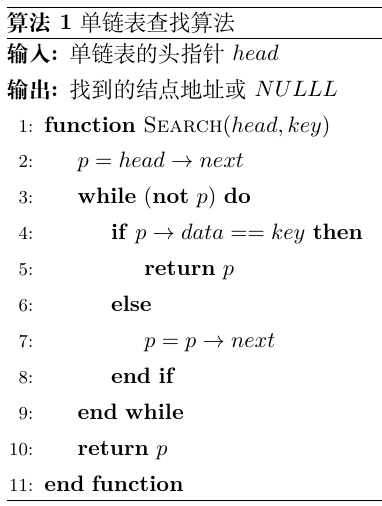 算法 1 单链表查找算法
输入: 单链表的头指针 head
输出: 找到的结点地址或 NULLL
1: function SEARCH(head, key)
2: p = head → next
3: while (not p) do
4: if p → data == key then
5: return p
6: else
7: p = p → next
8: end if
9: end while
10: return p
11: end function